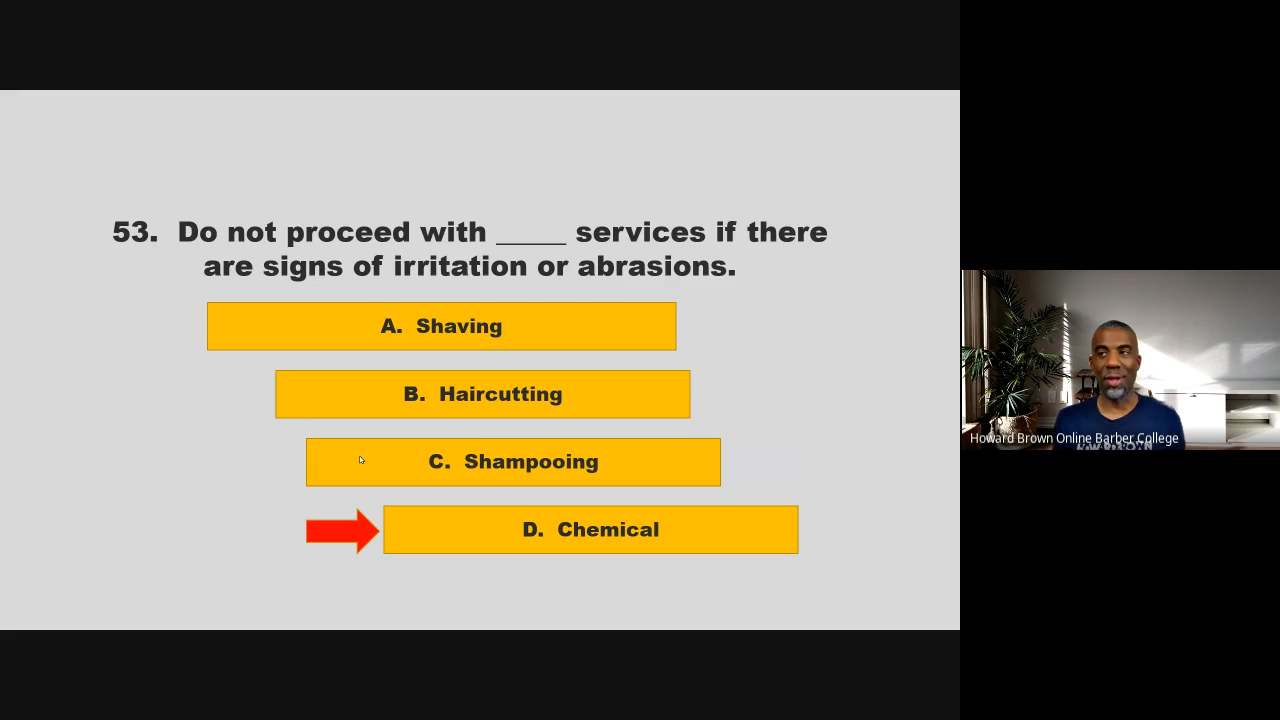 53. Do not proceed with _____ services if there
are signs of irritation or abrasions.
A. Shaving
B. Haircutting
C. Shampooing
D. Chemical
Howard Brown Online Barber College